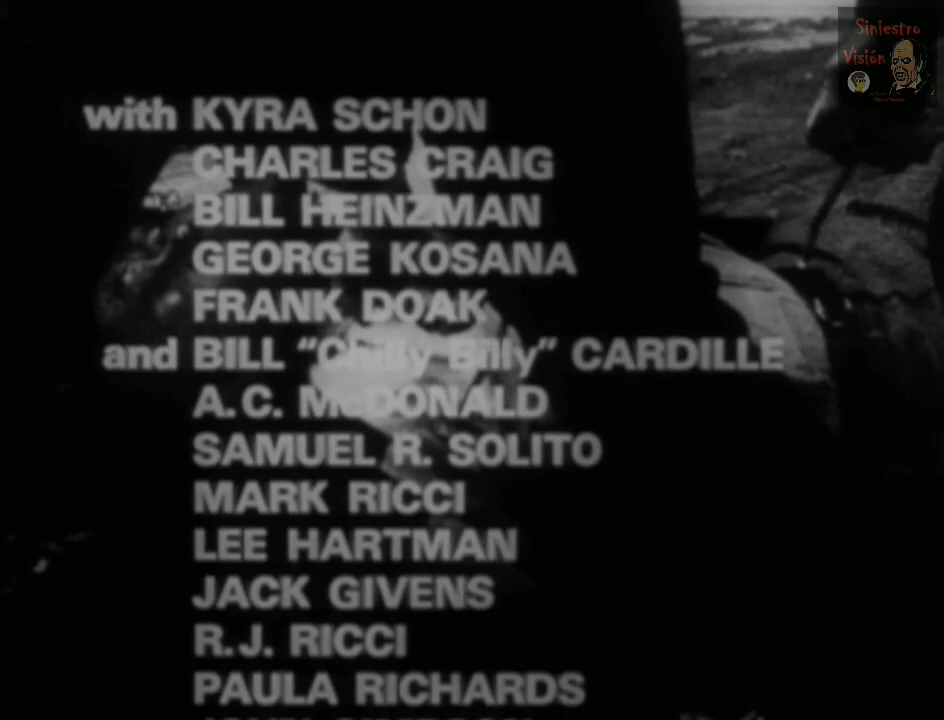 Siniestra
Visión
with KYRA SCHON
CHARLES CRAIG
BILL HEINZMAN
GEORGE KOSANA
FRANK DOAK
and BILL "Chilly Billy" CARDILLE
A.C. McDONALD
SAMUEL R. SOLITO
MARK RICCI
LEE HARTMAN
JACK GIVENS
R.J. RICCI
PAULA RICHARDS